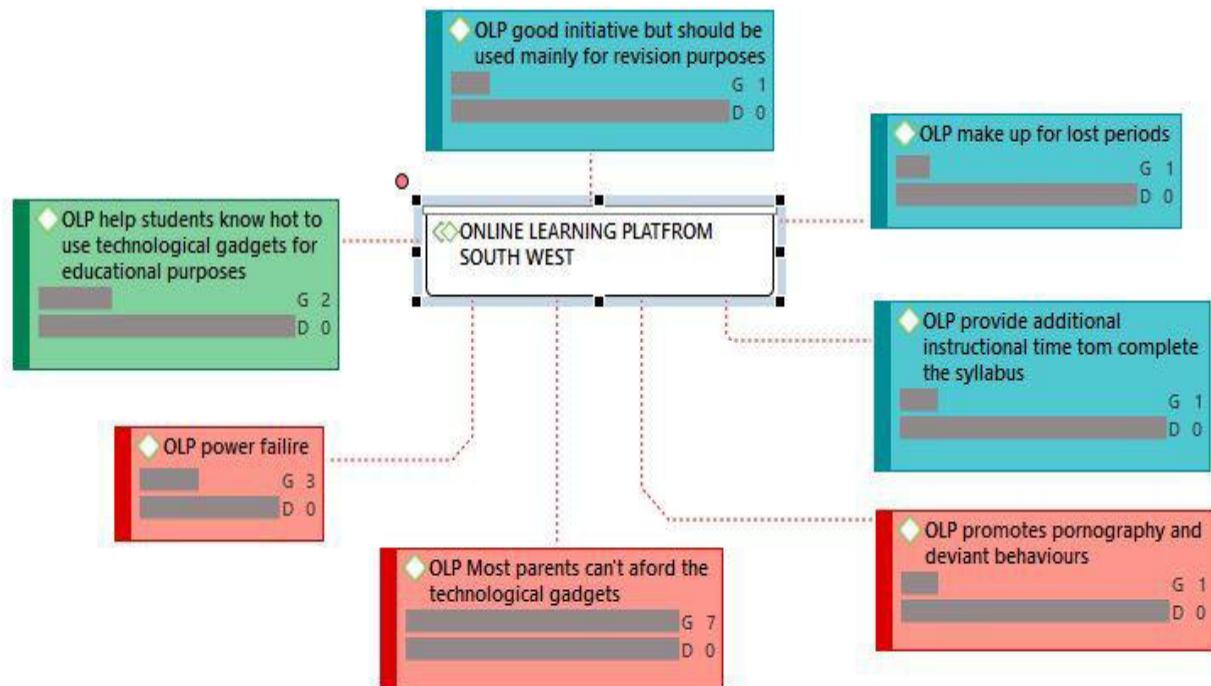 OLP good initiative but should be
used mainly for revision purposes
G 1
D 0
OLP make up for lost periods
G 1
D 0
OLP help students know hot to
use technological gadgets for
educational purposes
G 2
D 0
ONLINE LEARNING PLATFROM
SOUTH WEST
OLP provide additional
instructional time tom complete
the syllabus
G 1
D 0
OLP power failire
G 3
D 0
OLP promotes pornography and
deviant behaviours
G 1
D 0
OLP Most parents can't aford the
technological gadgets
G 7
D 0